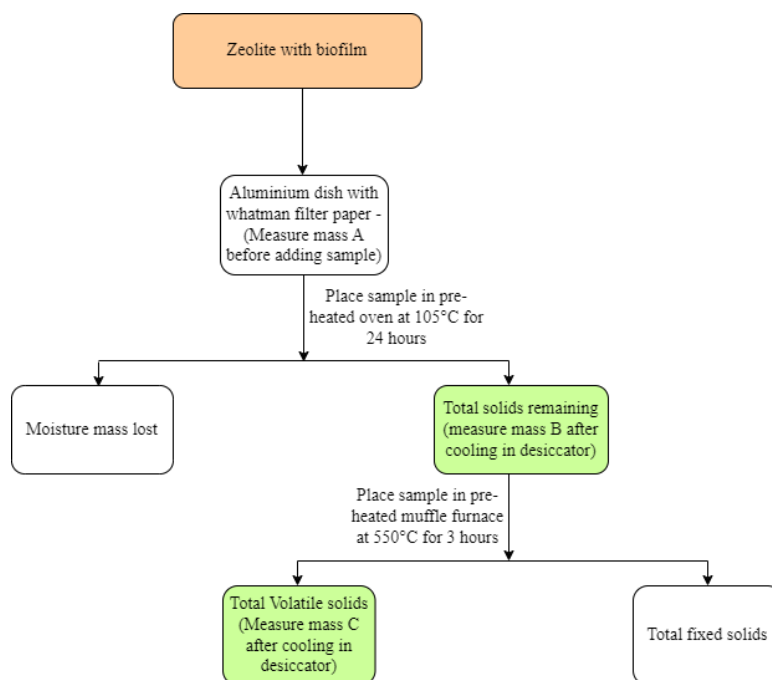 Zeolite with biofilm
Aluminium dish with
whatman filter paper -
(Measure mass A
before adding sample)
Place sample in pre-
heated oven at 105°C for
24 hours
Moisture mass lost
Total solids remaining
(measure mass B after
cooling in desiccator)
Place sample in pre-
heated muffle furnace
at 550°C for 3 hours
Total Volatile solids
(Measure mass C
after cooling in
desiccator)
Total fixed solids